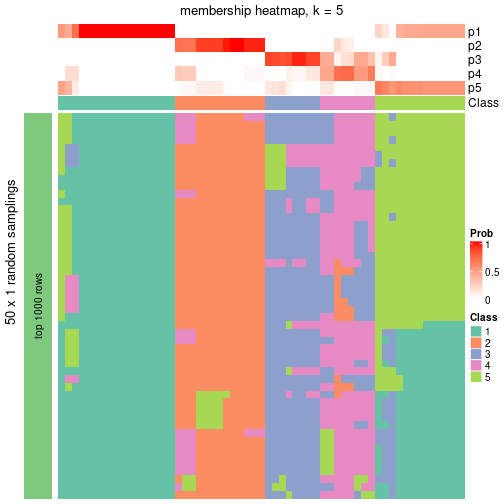 membership heatmap, k = 5
p1
p2
p3
p4
p5
Class
50 x 1 random samplings
top 1000 rows
Prob
1
0.5
0
Class
1
2
3
4
5